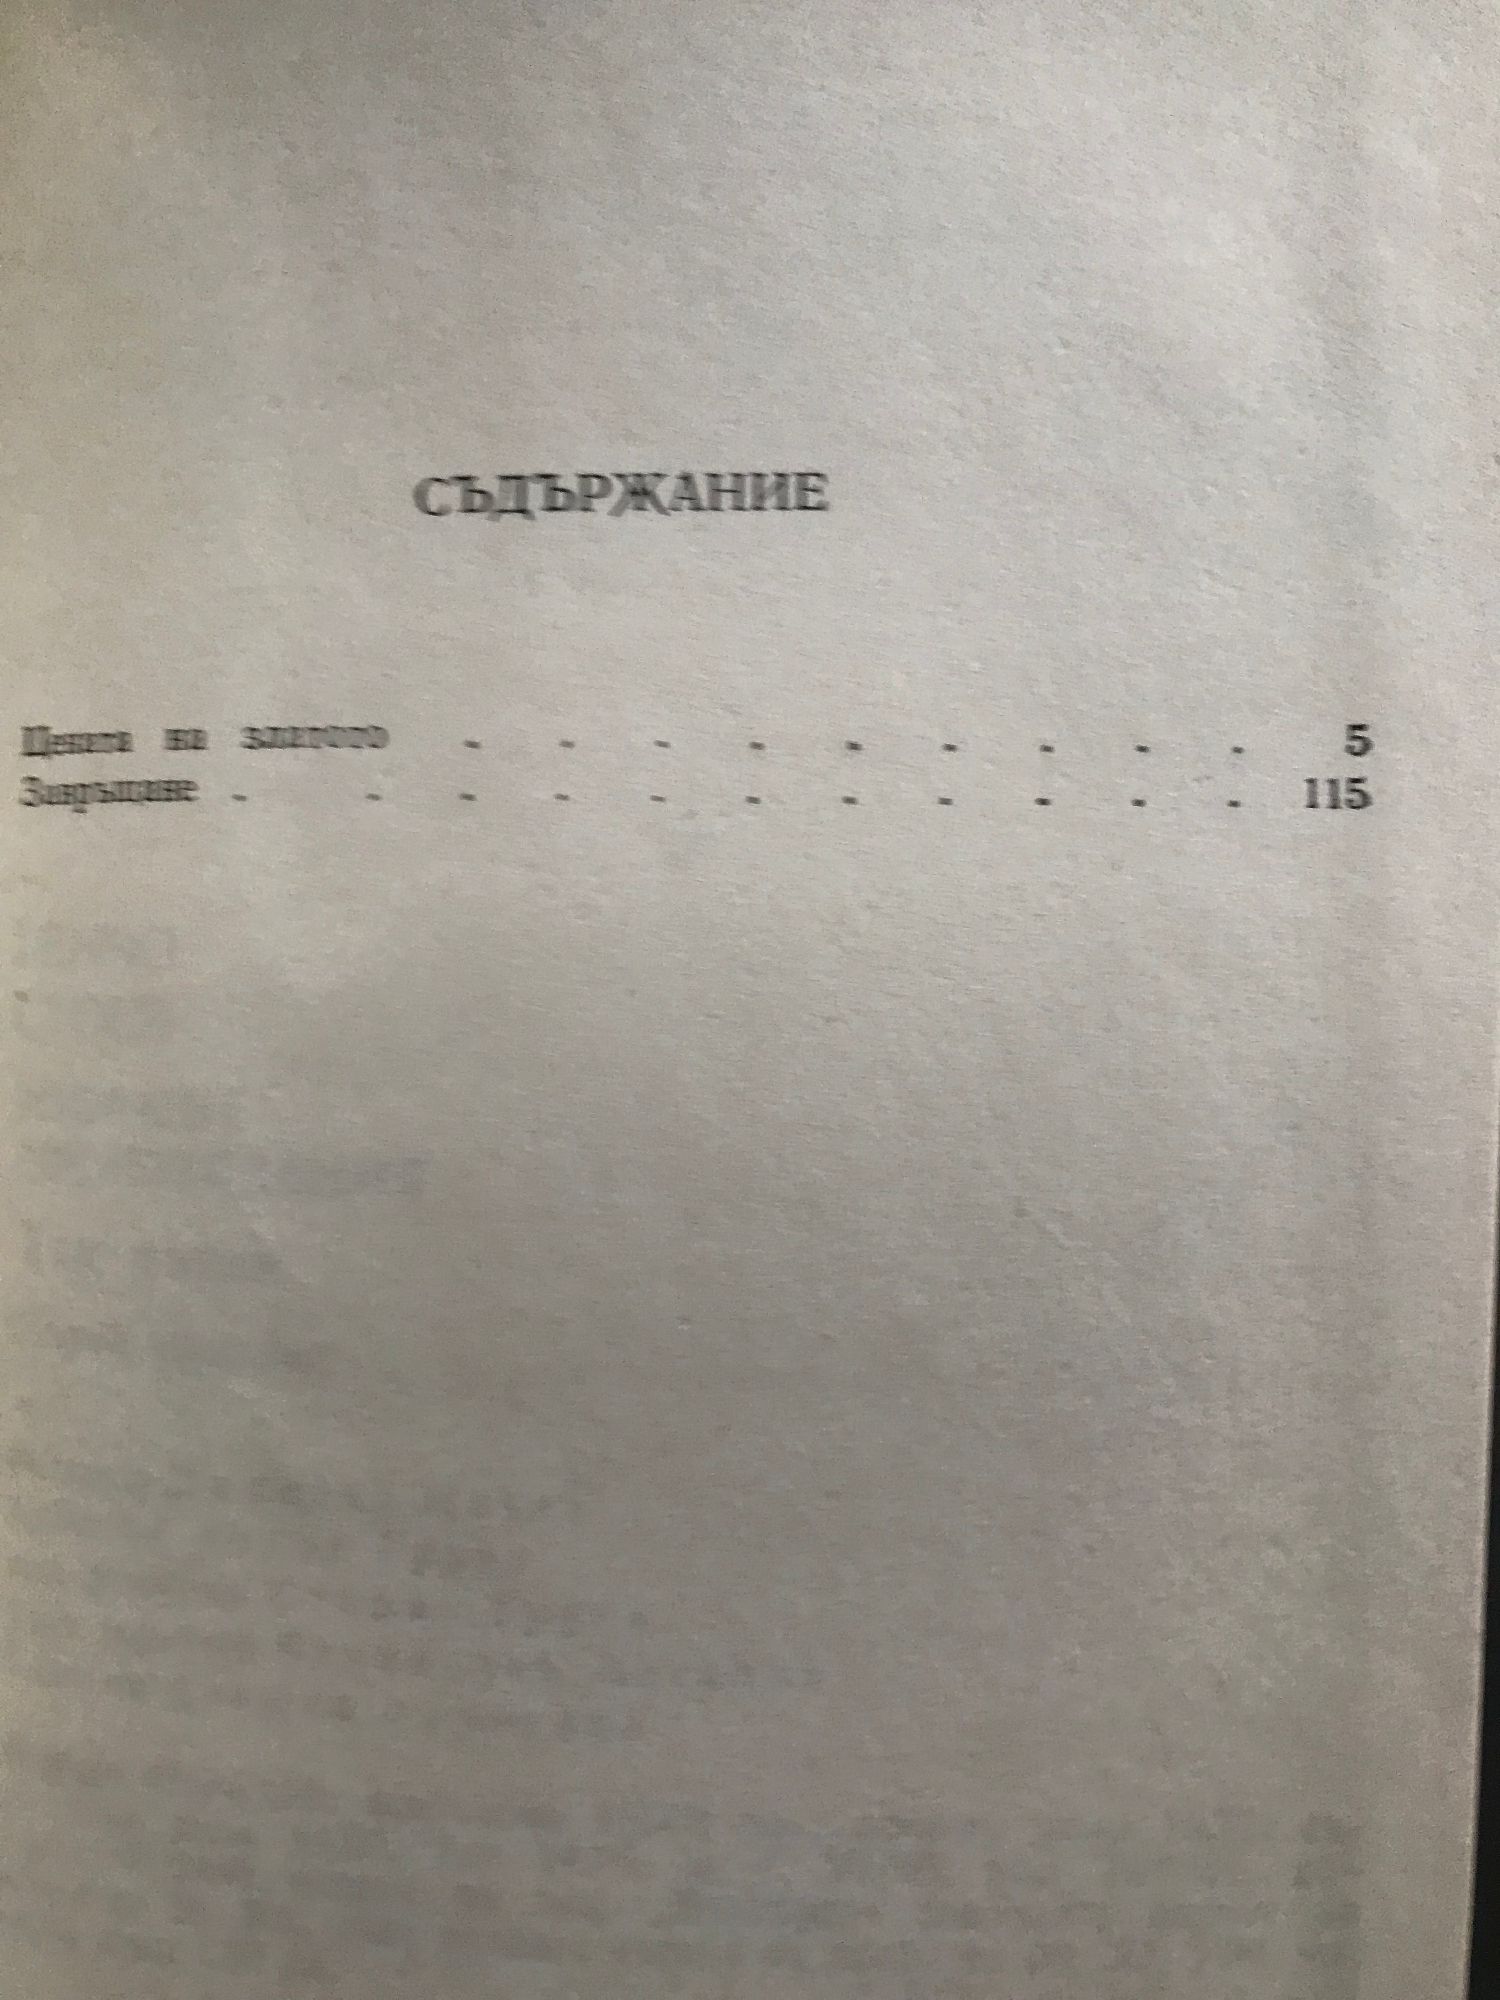 СЪДЪРЖАНИЕ
Цената на златото . . . . . . . . . 5
Завръщане . . . . . . . . . . . 115